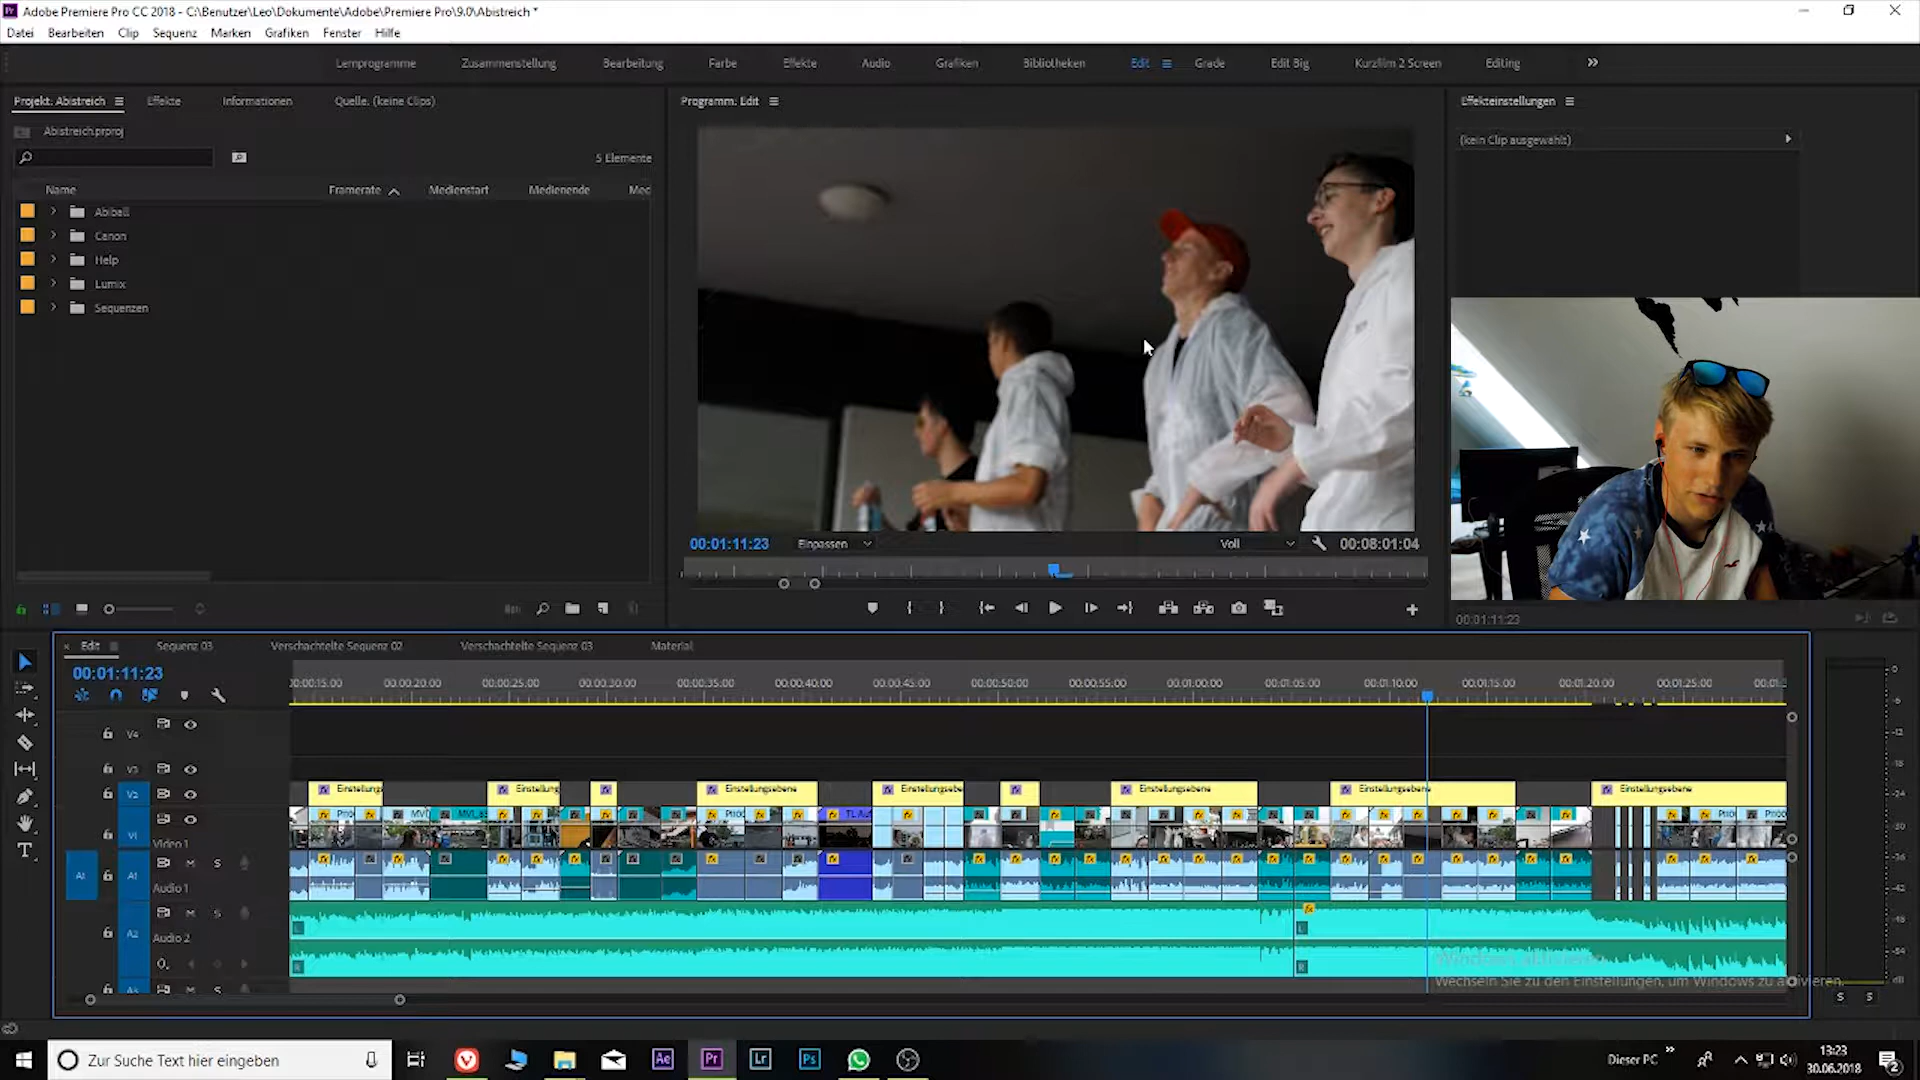 Adobe Premiere Pro CC 2018 - C:\Benutzer\Leo\Dokumente\Adobe\Premiere Pro\9.0\Abistreich *
Datei Bearbeiten Clip Sequenz Marken Grafiken Fenster Hilfe
Lernprogramme Zusammenstellung Bearbeitung Farbe Effekte Audio Grafiken Bibliotheken Edit Grade Edit Big Kurzfilm 2 Screen Editing
Projekt: Abistreich Effekte Informationen Quelle: (keine Clips) Programm: Edit Effekteinstellungen
Abistreich.prproj
(kein Clip ausgewählt)
5 Elemente
Name Framerate Medienstart Medienende Med
Abiball
Canon
Help
Lumix
Sequenzen
00:01:11:23 Einpassen Voll 00:08:01:04
00:01:11:23
Edit Sequenz 03 Verschachtelte Sequenz 02 Verschachtelte Sequenz 03 Material
00:01:11:23
00:00:15:00 00:00:20:00 00:00:25:00 00:00:30:00 00:00:35:00 00:00:40:00 00:00:45:00 00:00:50:00 00:00:55:00 00:01:00:00 00:01:05:00 00:01:10:00 00:01:15:00 00:01:20:00 00:01:25:00
V4
V3
V2 Einstellungs Einstellung Einstellungsebene Einstellungsebe Einstellungsebene Einstellungsebene Einstellungsebene
V1
Video 1
A1 A1 M S
Audio 1
M S
A2
Audio 2
A3 M S
Windows aktivieren
Wechseln Sie zu den Einstellungen, um Windows zu aktivieren.
S S
Zur Suche Text hier eingeben
Ae Pr Lr Ps
Dieser PC
13:23
30.06.2018
2